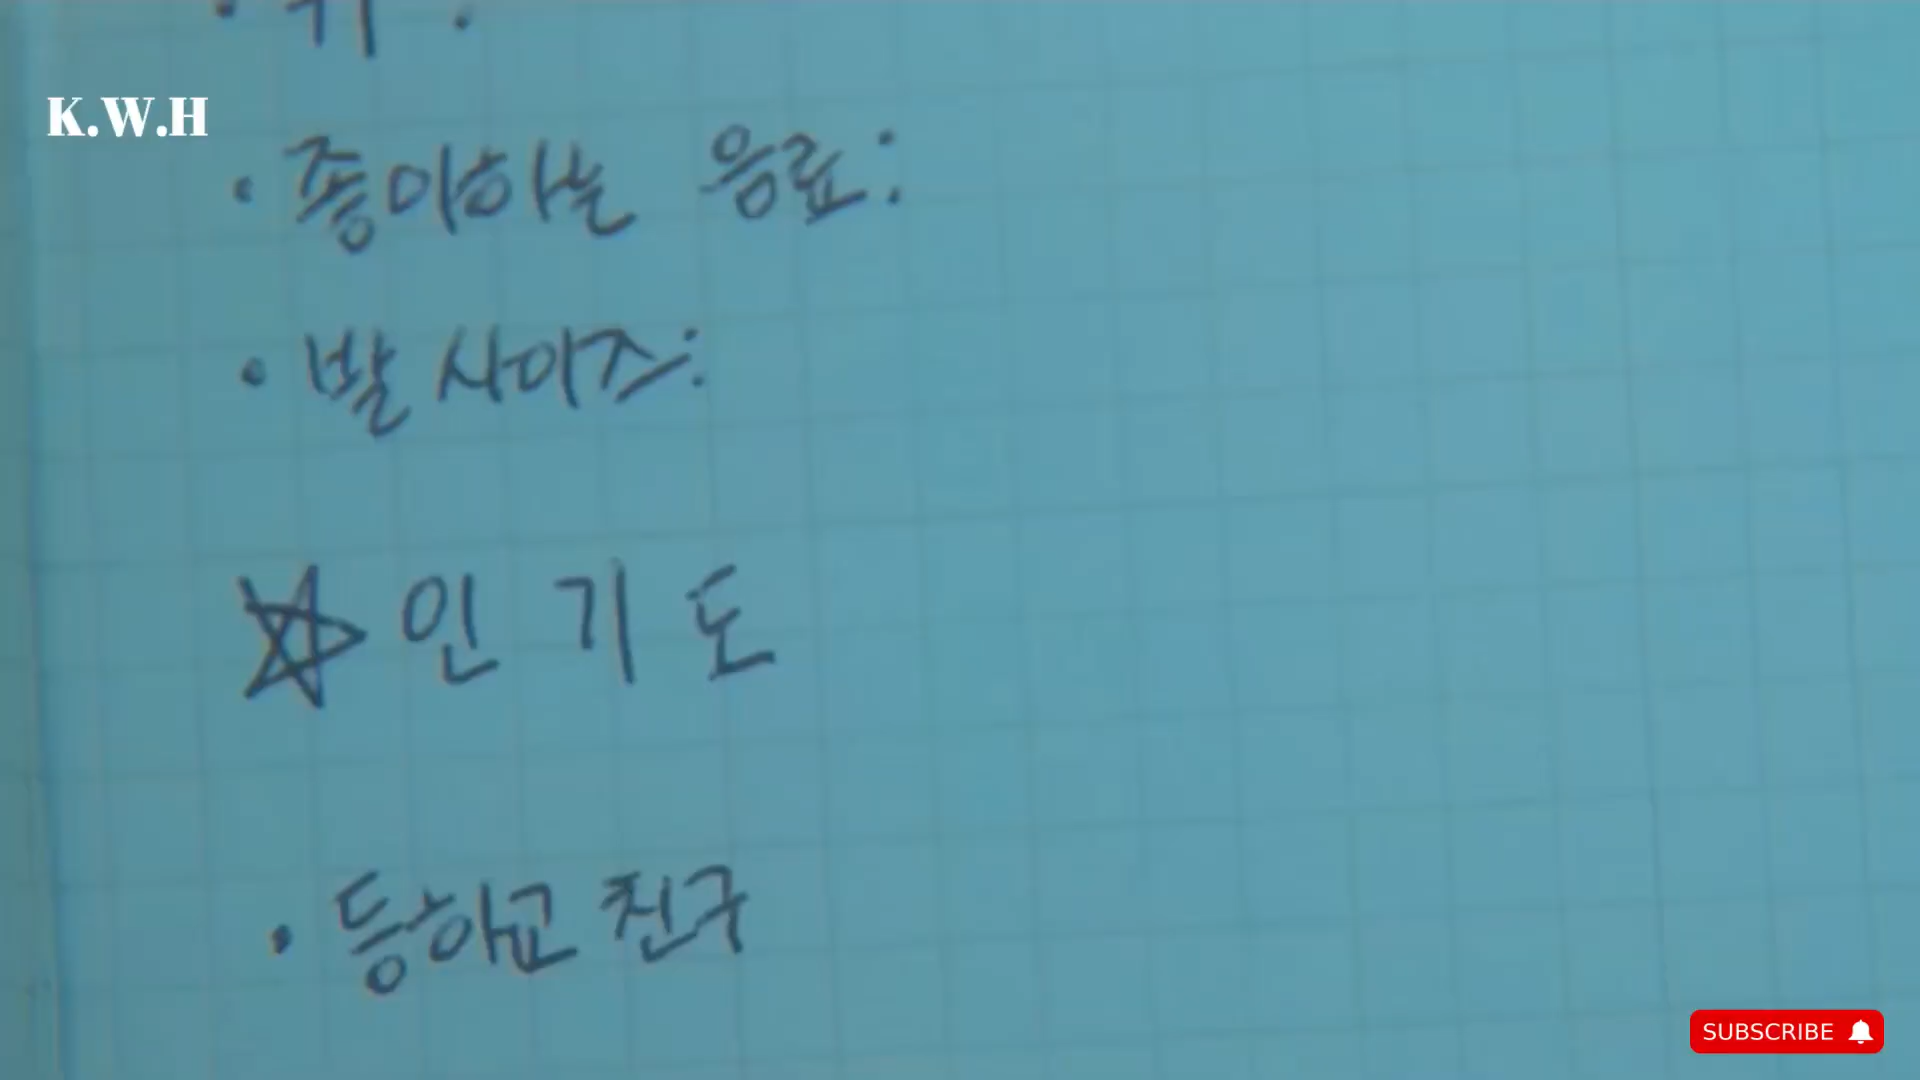 K.W.H
· 좋아하는 음료:
· 발 사이즈:
☆ 인기도
· 등하교 친구
SUBSCRIBE